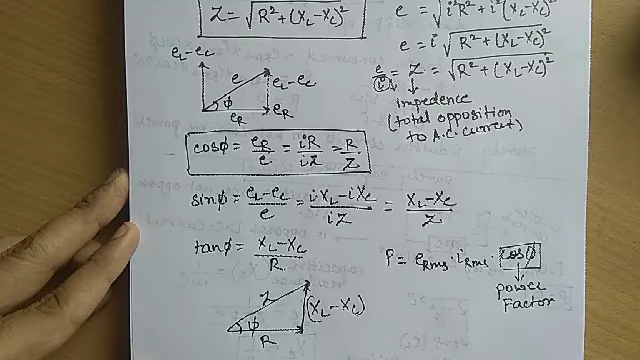 Z = √R² + (X_L - X_C)²
e = √i²R² + i²(X_L - X_C)²
e = i √R² + (X_L - X_C)²
e/i = Z = √R² + (X_L - X_C)²
impedence
(total opposition
to A.C. current)
e_L - e_C
e
e_L - e_C
ϕ
e_R
e_R
cosϕ = e_R/e = iR/iZ = R/Z
sinϕ = e_L - e_C/e = iX_L - iX_C/iZ = X_L - X_C/Z
tanϕ = X_L - X_C/R
P = e_Rms · i_Rms · cosϕ
power
Factor
Z
(X_L - X_C)
ϕ
R